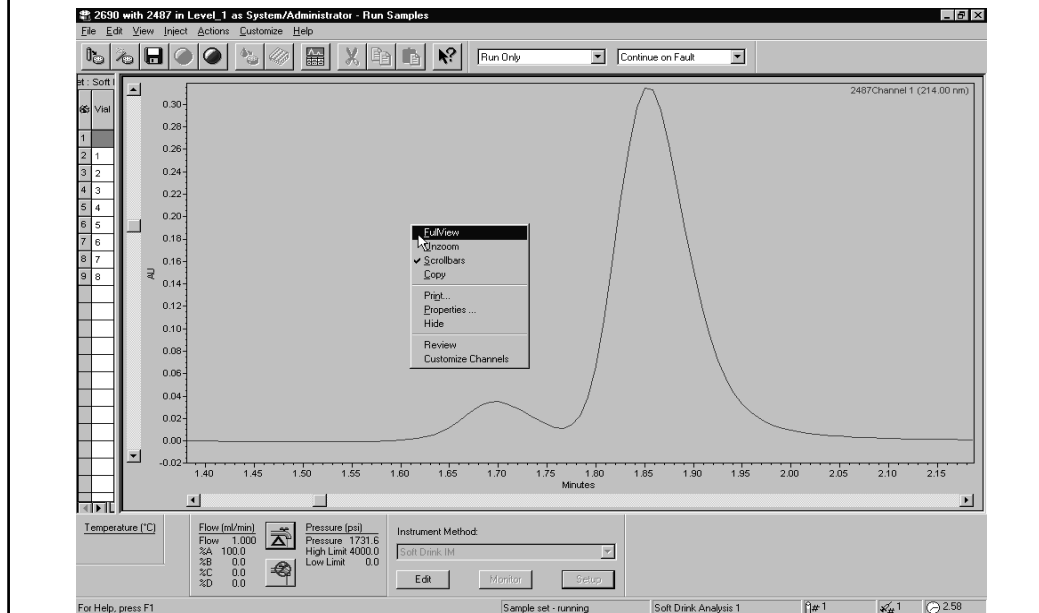 2690 with 2487 in Level_1 as System/Administrator - Run Samples
File Edit View Inject Actions Customize Help
Run Only
Continue on Fault
et : Soft
Vial
1
2 1
3 2
4 3
5 4
6 5
7 6
8 7
9 8
2487Channel 1 (214.00 nm)
0.30
0.28
0.26
0.24
0.22
0.20
0.18
0.16
0.14
0.12
0.10
0.08
0.06
0.04
0.02
0.00
-0.02
AU
FullView
Unzoom
Scrollbars
Copy
Print...
Properties ...
Hide
Review
Customize Channels
1.40 1.45 1.50 1.55 1.60 1.65 1.70 1.75 1.80 1.85 1.90 1.95 2.00 2.05 2.10 2.15
Minutes
Temperature (°C)
Flow (ml/min)
Flow 1.000
%A 100.0
%B 0.0
%C 0.0
%D 0.0
Pressure (psi)
Pressure 1731.6
High Limit 4000.0
Low Limit 0.0
Instrument Method:
Soft Drink IM
Edit Monitor Setup
For Help, press F1
Sample set - running
Soft Drink Analysis 1
# 1
# 1
2.58